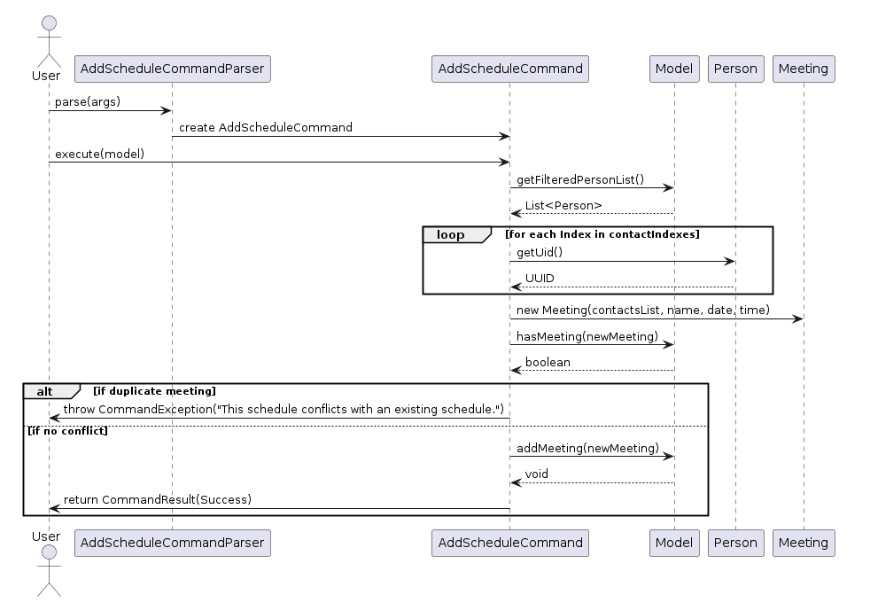 User
AddScheduleCommandParser
AddScheduleCommand
Model
Person
Meeting
parse(args)
create AddScheduleCommand
execute(model)
getFilteredPersonList()
List<Person>
loop
[for each Index in contactIndexes]
getUid()
UUID
new Meeting(contactsList, name, date, time)
hasMeeting(newMeeting)
boolean
alt
[if duplicate meeting]
throw CommandException("This schedule conflicts with an existing schedule.")
[if no conflict]
addMeeting(newMeeting)
void
return CommandResult(Success)
User
AddScheduleCommandParser
AddScheduleCommand
Model
Person
Meeting